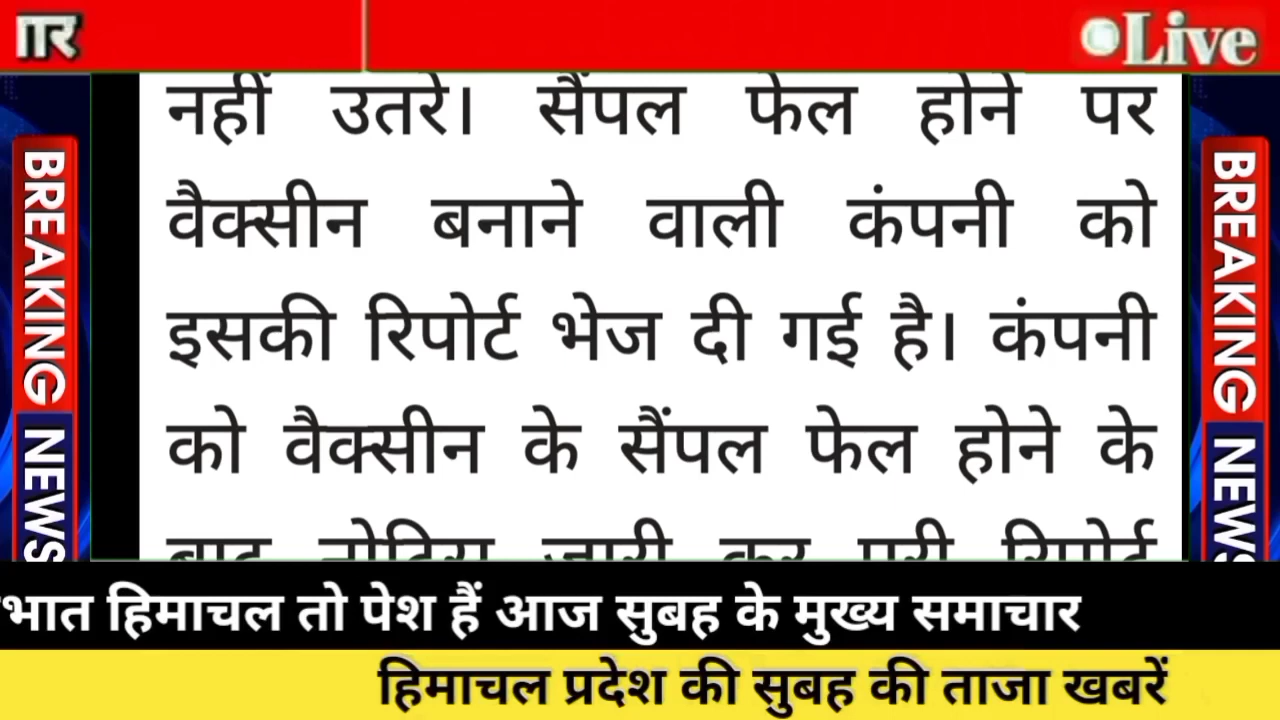 Live
नहीं उतरे। सैंपल फेल होने पर
वैक्सीन बनाने वाली कंपनी को
इसकी रिपोर्ट भेज दी गई है। कंपनी
को वैक्सीन के सैंपल फेल होने के
BREAKING NEWS
BREAKING NEWS
भात हिमाचल तो पेश हैं आज सुबह के मुख्य समाचार
हिमाचल प्रदेश की सुबह की ताजा खबरें